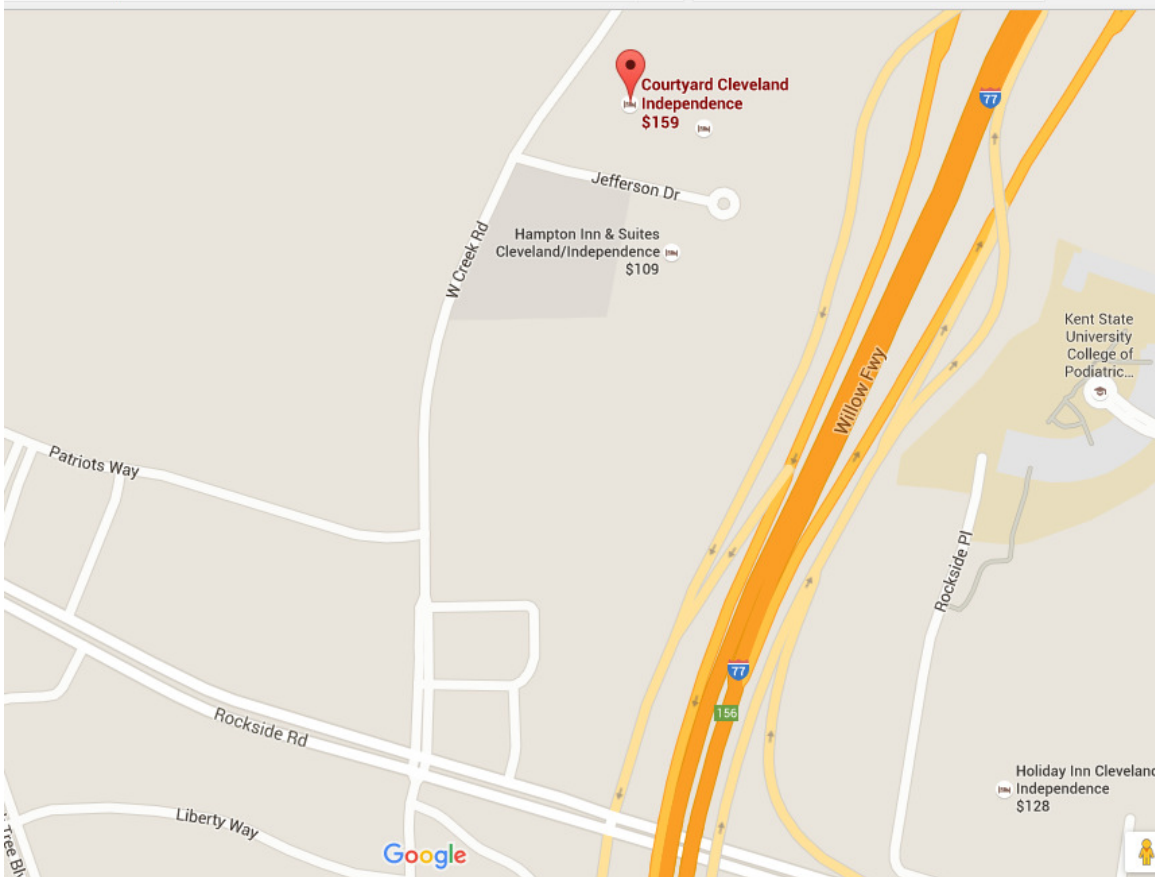 77
Courtyard Cleveland
Independence
$159
Jefferson Dr
Hampton Inn & Suites
Cleveland/Independence
$109
W Creek Rd
Kent State
University
College of
Podiatric...
Willow Fwy
Patriots Way
Rockside Pl
77
156
Rockside Rd
Holiday Inn Cleveland
Independence
$128
Liberty Way
Tree Blv
Google